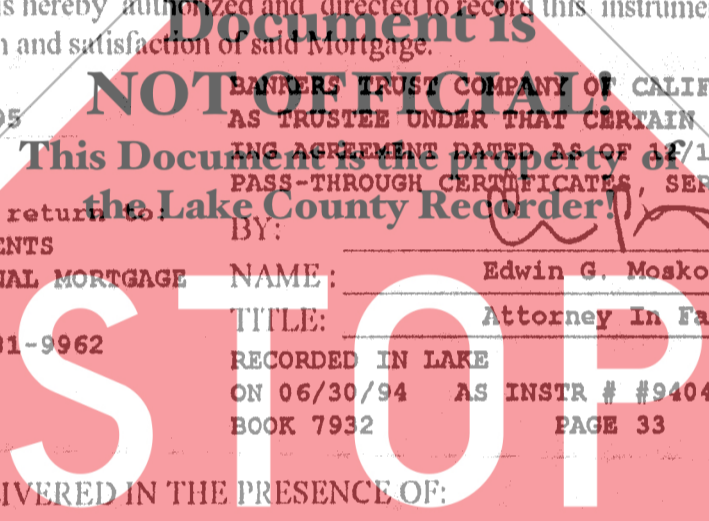 is hereby authorized and directed to record this instrume
Document is
n and satisfaction of said Mortgage.
NOT OFFICIAL!
BANKERS TRUST COMPANY OF CALIF
95
AS TRUSTEE UNDER THAT CERTAIN
This Document is the property of
ING AGREEMENT DATED AS OF 12/1
PASS-THROUGH CERTIFICATES, SER
the Lake County Recorder!
return to:
BY:
ENTS
NAL MORTGAGE
NAME:
Edwin G. Mosko
TITLE:
Attorney In Fa
31-9962
STOP
RECORDED IN LAKE
ON 06/30/94 AS INSTR # #9404
BOOK 7932 PAGE 33
IVERED IN THE PRESENCE OF: